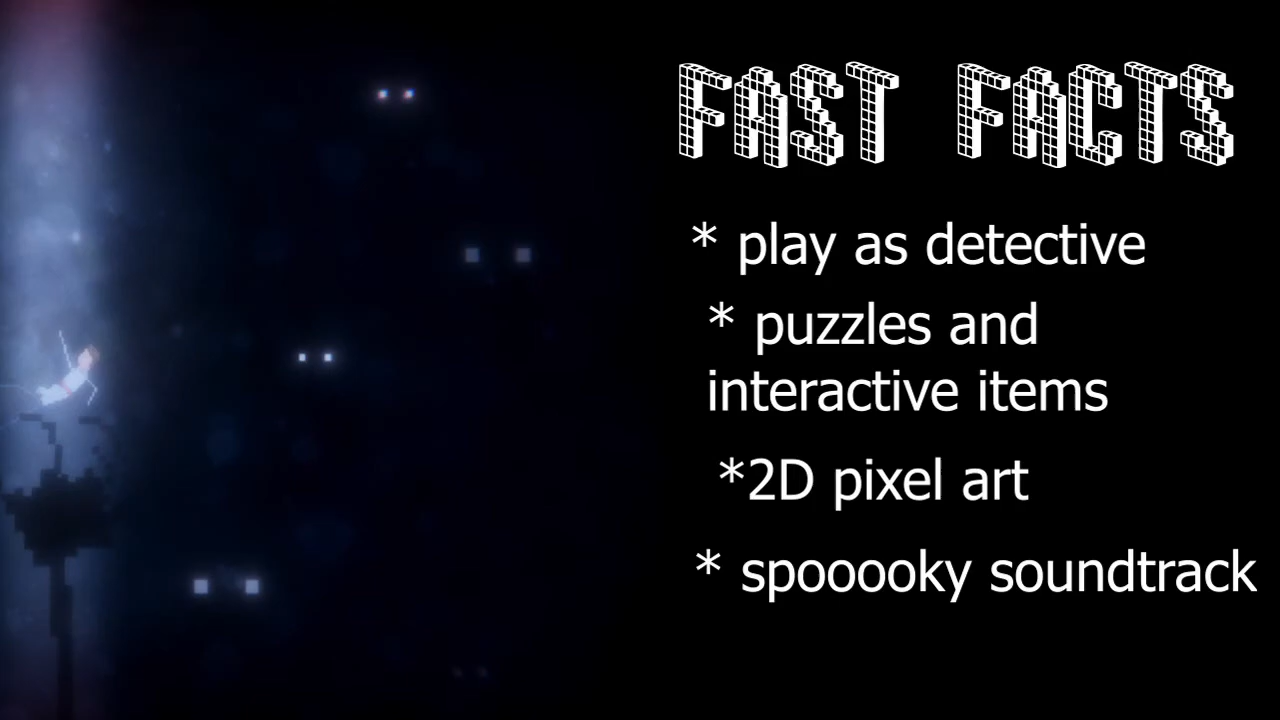 FAST FACTS
* play as detective
* puzzles and
interactive items
*2D pixel art
* spooooky soundtrack